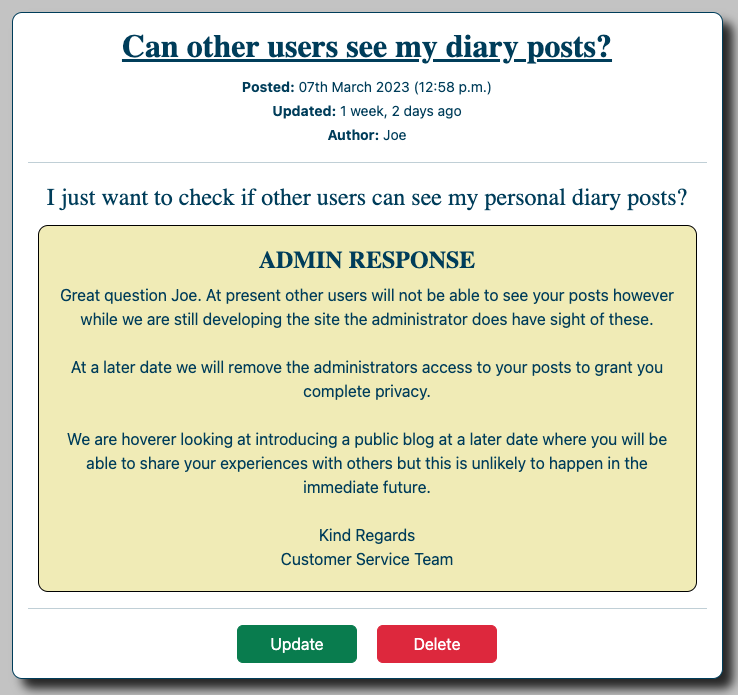 Can other users see my diary posts?
Posted: 07th March 2023 (12:58 p.m.)
Updated: 1 week, 2 days ago
Author: Joe
I just want to check if other users can see my personal diary posts?
ADMIN RESPONSE
Great question Joe. At present other users will not be able to see your posts however
while we are still developing the site the administrator does have sight of these.
At a later date we will remove the administrators access to your posts to grant you
complete privacy.
We are hoverer looking at introducing a public blog at a later date where you will be
able to share your experiences with others but this is unlikely to happen in the
immediate future.
Kind Regards
Customer Service Team
Update
Delete